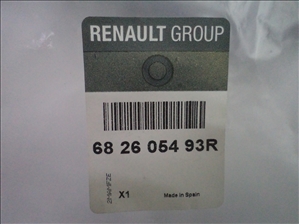 RENAULT GROUP
68 26 054 93R
X1
Made in Spain